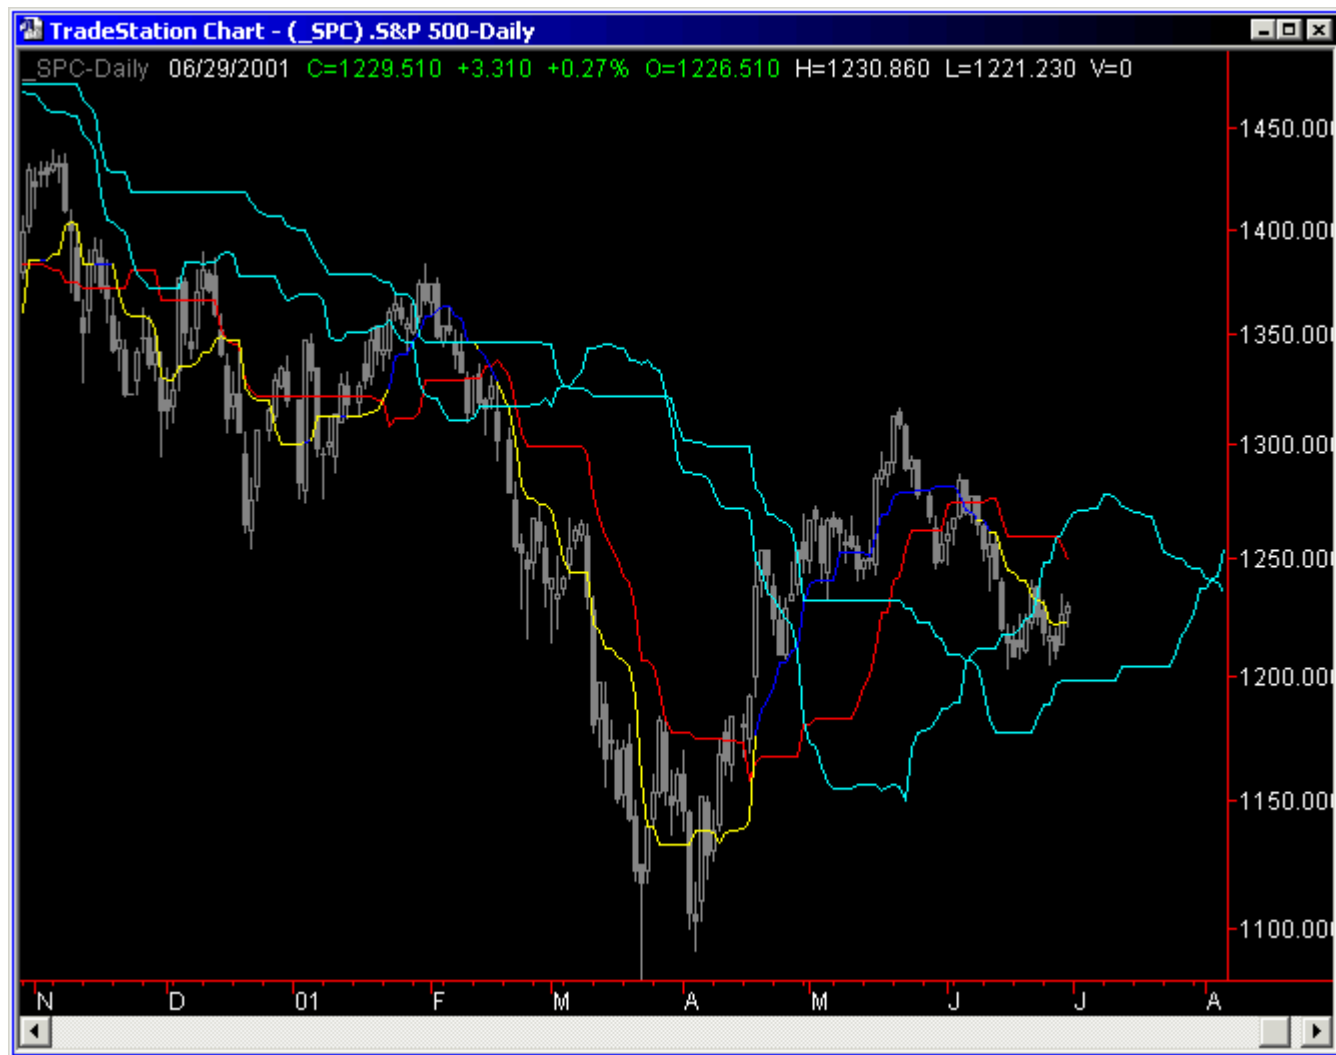 TradeStation Chart - (_SPC) .S&P 500-Daily
_SPC-Daily 06/29/2001 C=1229.510 +3.310 +0.27% O=1226.510 H=1230.860 L=1221.230 V=0
1450.00
1400.00
1350.00
1300.00
1250.00
1200.00
1150.00
1100.00
N D 01 F M A M J J A